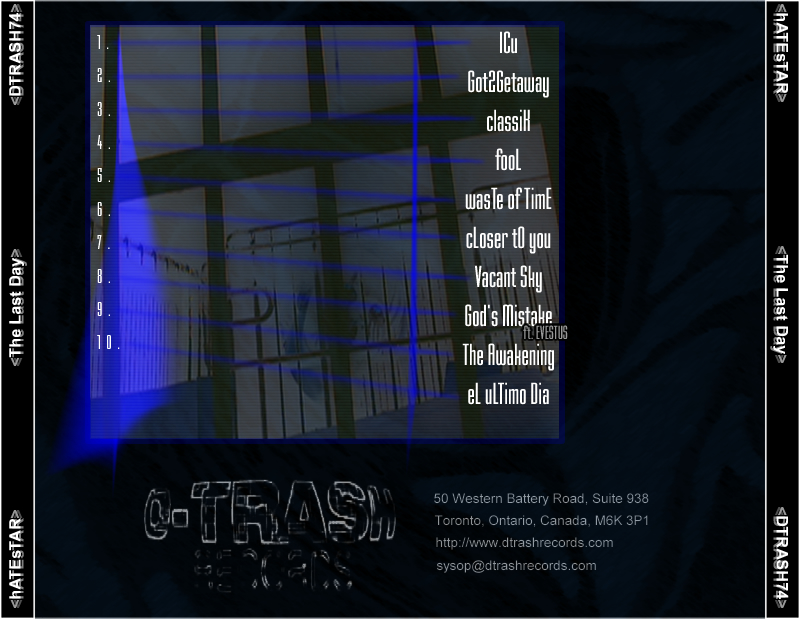 <DTRASH74>
<The Last Day>
<hATEsTAR>
1. ICu
2. Got2Getaway
3. classiK
4. fooL
5. wasTe of TimE
6. cLoser tO you
7. Vacant Sky
8. God's Mistake
ft. EVESTUS
9. The Awakening
10. eL uLTimo Dia
D-TRASH
RECORDS
50 Western Battery Road, Suite 938
Toronto, Ontario, Canada, M6K 3P1
http://www.dtrashrecords.com
sysop@dtrashrecords.com
<hATEsTAR>
<The Last Day>
<DTRASH74>